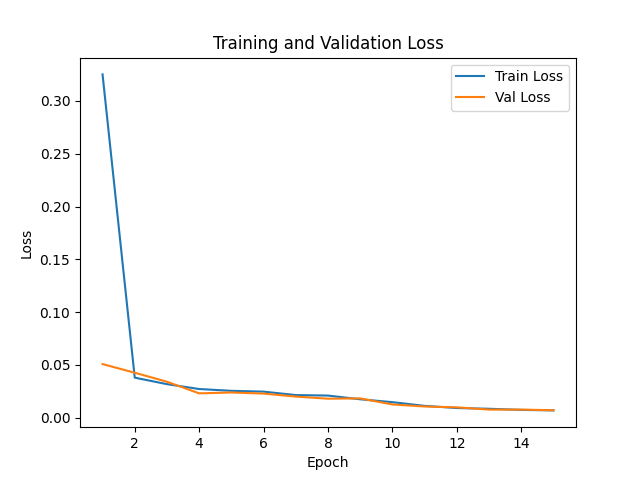 Training and Validation Loss
Train Loss
Val Loss
0.30
0.25
0.20
0.15
0.10
0.05
0.00
Loss
2 4 6 8 10 12 14
Epoch